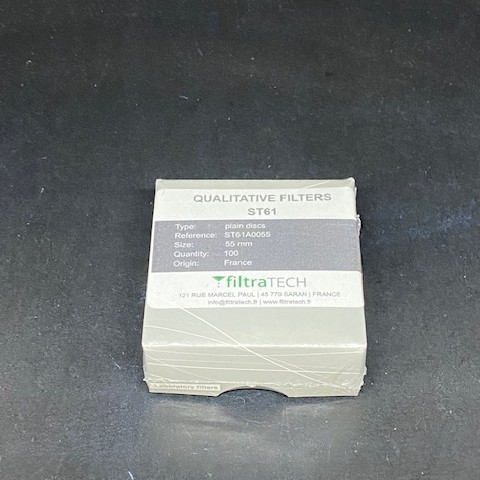 QUALITATIVE FILTERS
ST61
Type: plain discs
Reference: ST61A0055
Size: 55 mm
Quantity: 100
Origin: France
filtraTECH
121 RUE MARCEL PAUL | 45 770 SARAN | FRANCE
info@filtratech.fr | www.filtratech.fr
Laboratory filters